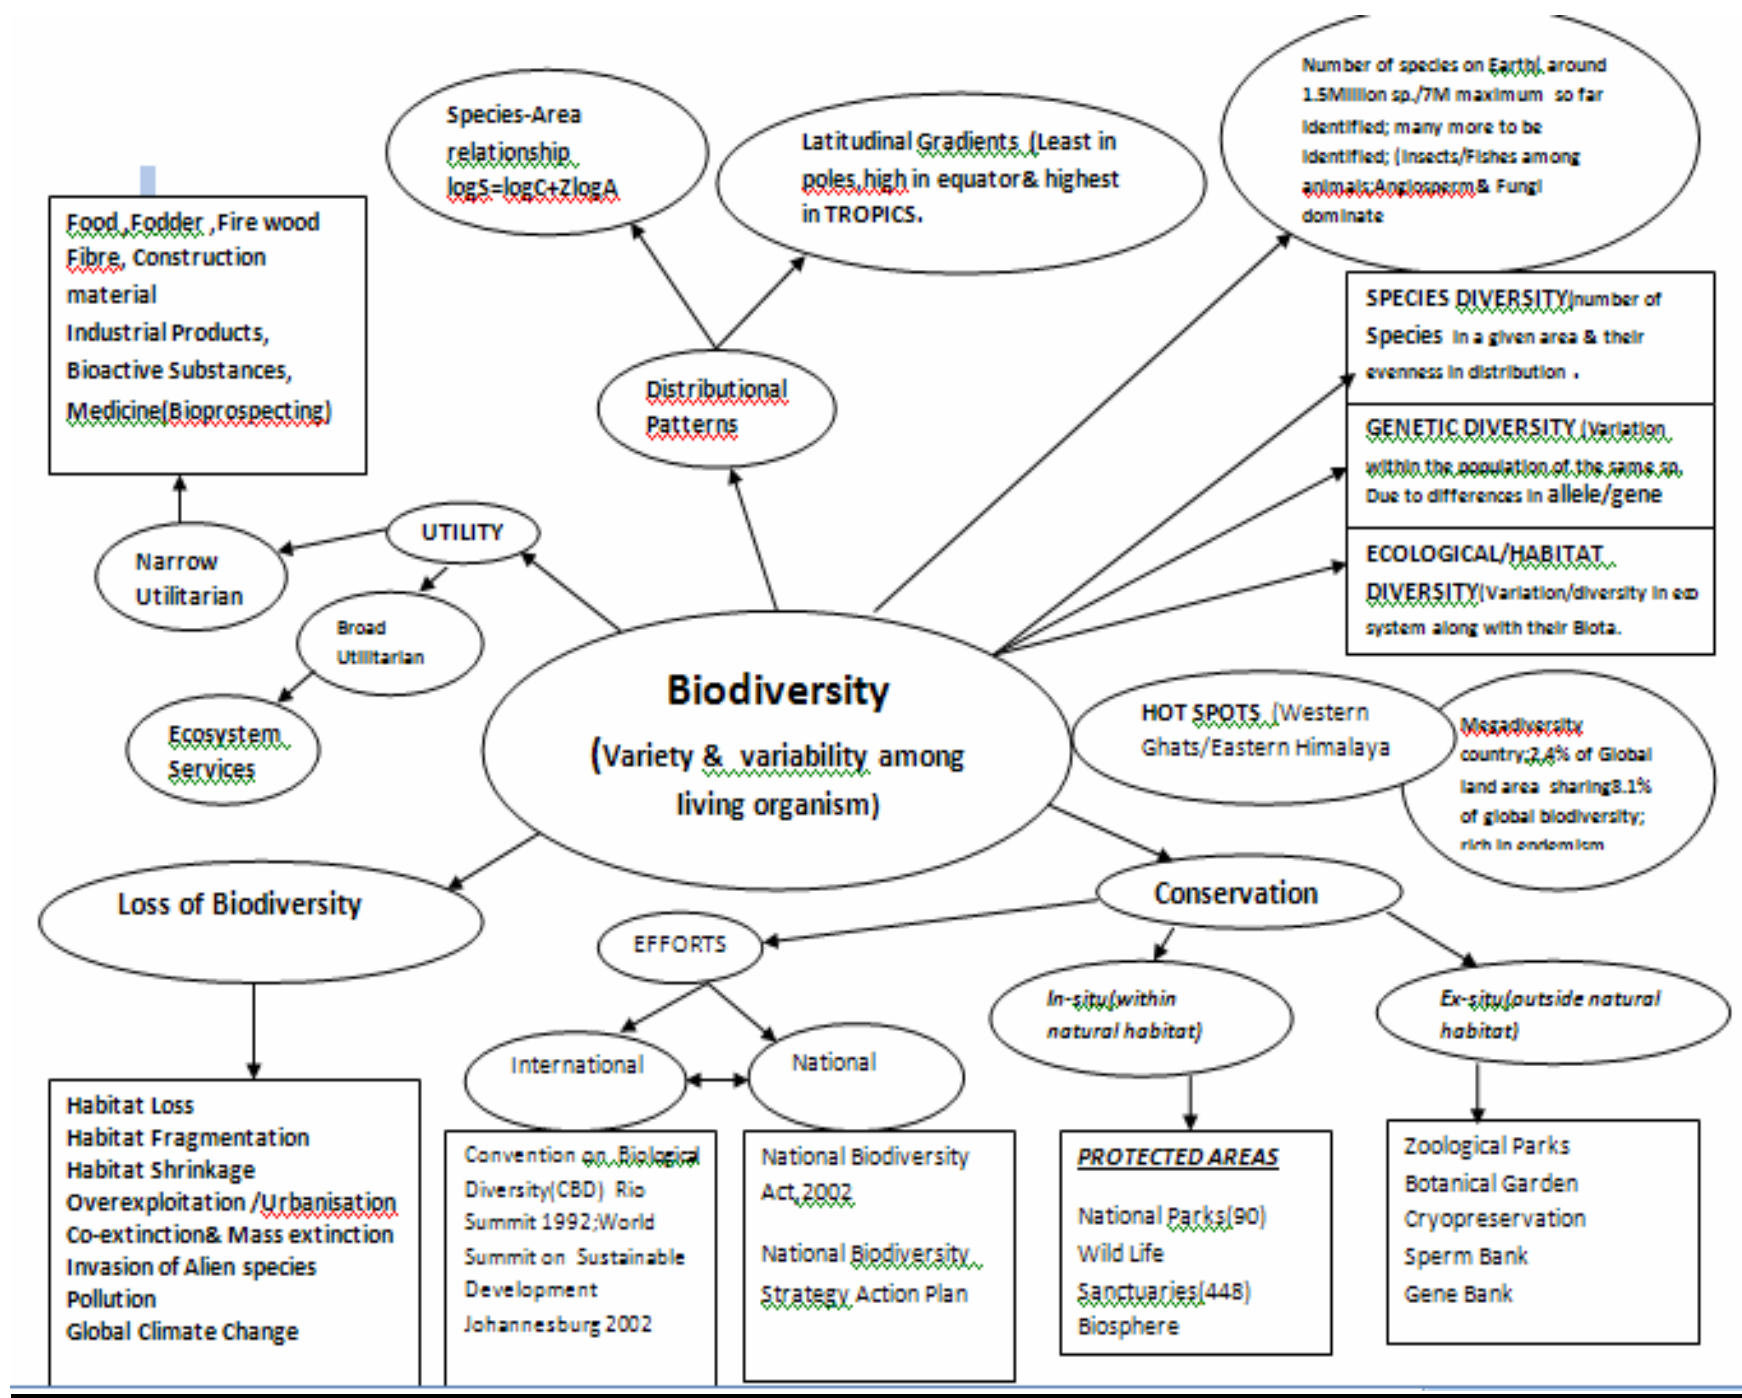 Number of species on Earth( around
1.5Million sp./7M maximum so far
identified; many more to be
identified; (insects/Fishes among
animals;Angiosperm& Fungi
dominate
Species-Area
relationship
logS=logC+ZlogA
Latitudinal Gradients (Least in
poles,high in equator& highest
in TROPICS.
Food ,Fodder ,Fire wood
Fibre, Construction
material
Industrial Products,
Bioactive Substances,
Medicine(Bioprospecting)
SPECIES DIVERSITY(number of
Species in a given area & their
evenness in distribution .
Distributional
Patterns
GENETIC DIVERSITY (Variation
within the population of the same sp.
Due to differences in allele/gene
UTILITY
Narrow
Utilitarian
ECOLOGICAL/HABITAT
DIVERSITY(Variation/diversity in eco
system along with their Biota.
Broad
Utilitarian
Ecosystem
Services
Biodiversity
(Variety & variability among
living organism)
HOT SPOTS (Western
Ghats/Eastern Himalaya
Megadiversity
country;2.4% of Global
land area sharing8.1%
of global biodiversity;
rich in endemism
Loss of Biodiversity
Conservation
EFFORTS
In-situ(within
natural habitat)
Ex-situ(outside natural
habitat)
International
National
Habitat Loss
Habitat Fragmentation
Habitat Shrinkage
Overexploitation /Urbanisation
Co-extinction& Mass extinction
Invasion of Alien species
Pollution
Global Climate Change
Convention on Biological
Diversity(CBD) Rio
Summit 1992;World
Summit on Sustainable
Development
Johannesburg 2002
National Biodiversity
Act,2002
National Biodiversity
Strategy Action Plan
PROTECTED AREAS
National Parks(90)
Wild Life
Sanctuaries(448)
Biosphere
Zoological Parks
Botanical Garden
Cryopreservation
Sperm Bank
Gene Bank